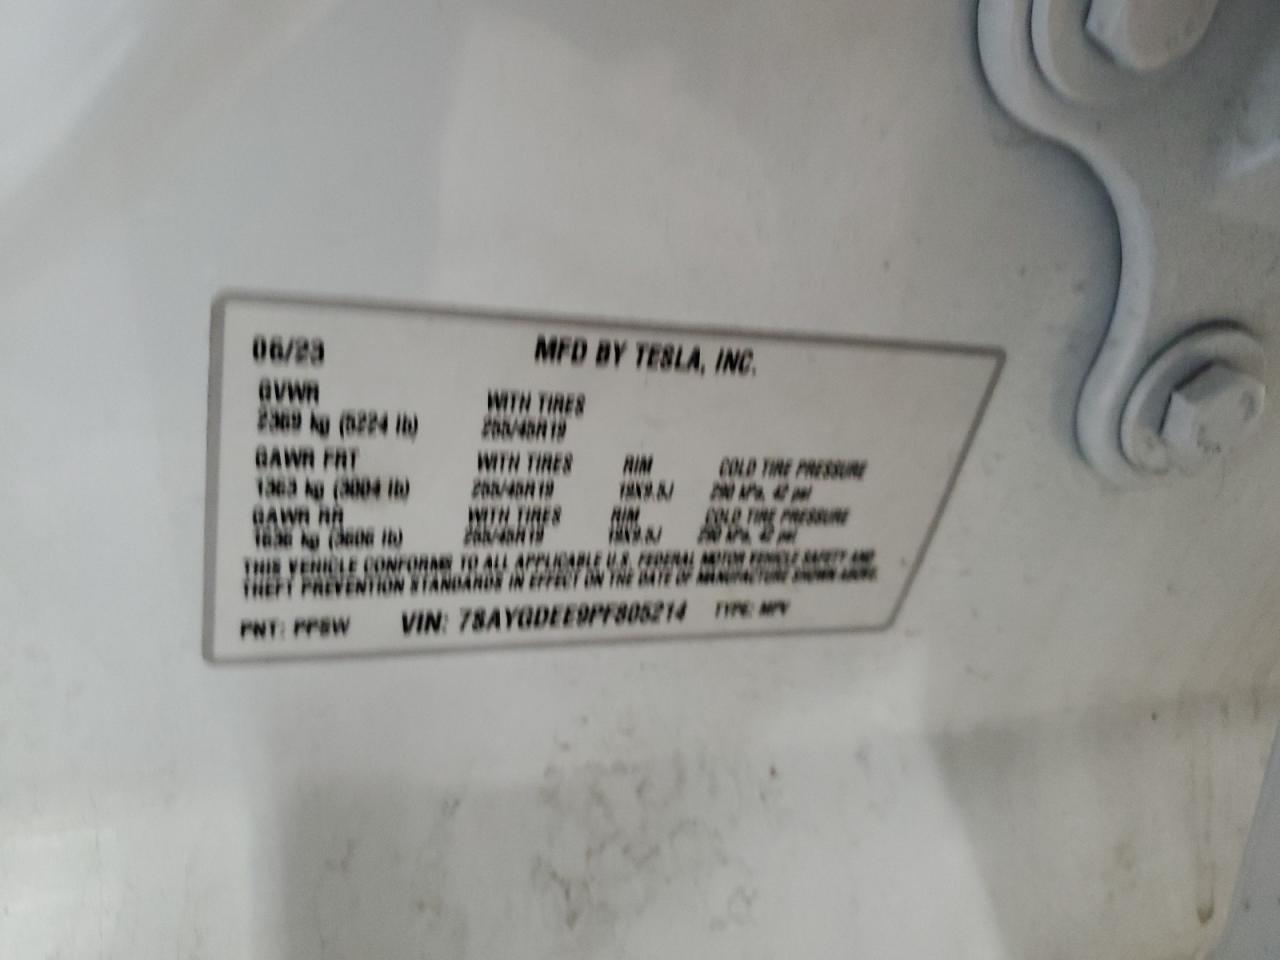 06/23 MFD BY TESLA, INC.
GVWR WITH TIRES
2369 kg (5224 lb) 255/45R19
GAWR FRT WITH TIRES RIM COLD TIRE PRESSURE
1363 kg (3004 lb) 255/45R19 19X9.5J 290 kPa, 42 psi
GAWR RR WITH TIRES RIM COLD TIRE PRESSURE
1636 kg (3606 lb) 255/45R19 19X9.5J 290 kPa, 42 psi
THIS VEHICLE CONFORMS TO ALL APPLICABLE U.S. FEDERAL MOTOR VEHICLE SAFETY AND
THEFT PREVENTION STANDARDS IN EFFECT ON THE DATE OF MANUFACTURE SHOWN ABOVE.
PNT: PPSW VIN: 7SAYGDEE9PF805214 TYPE: MPV